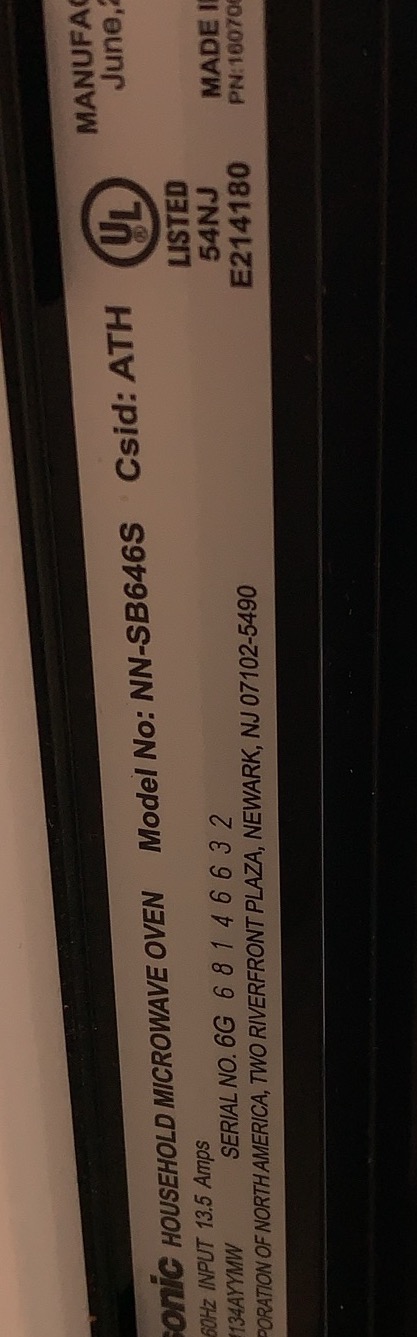 sonic HOUSEHOLD MICROWAVE OVEN Model No: NN-SB646S Csid: ATH
60Hz INPUT 13.5 Amps
134AYYMW SERIAL NO. 6G 6 8 1 4 6 6 3 2
PORATION OF NORTH AMERICA, TWO RIVERFRONT PLAZA, NEWARK, NJ 07102-5490
UL ®
LISTED
54NJ
E214180
MANUFAC
June,
MADE I
PN:16070